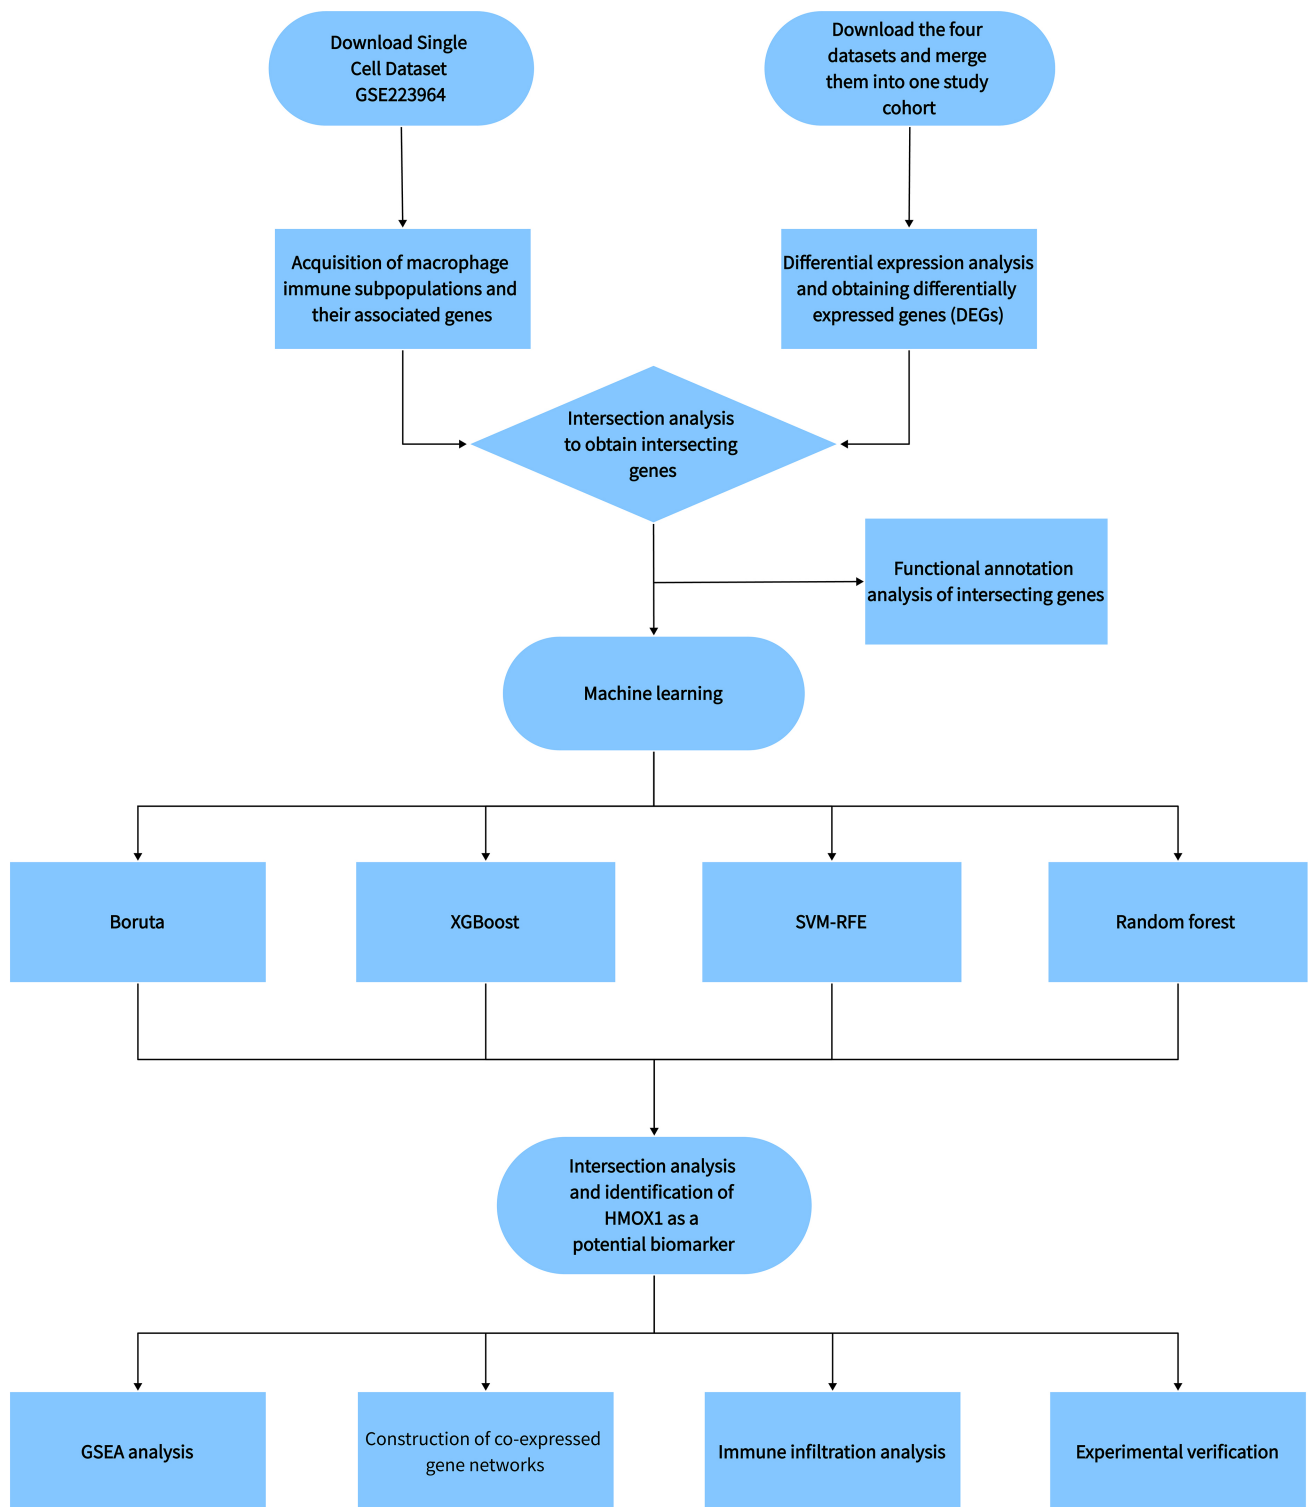 Download Single
Cell Dataset
GSE223964
Download the four
datasets and merge
them into one study
cohort
Acquisition of macrophage
immune subpopulations and
their associated genes
Differential expression analysis
and obtaining differentially
expressed genes (DEGs)
Intersection analysis
to obtain intersecting
genes
Functional annotation
analysis of intersecting genes
Machine learning
Boruta
XGBoost
SVM-RFE
Random forest
Intersection analysis
and identification of
HMOX1 as a
potential biomarker
GSEA analysis
Construction of co-expressed
gene networks
Immune infiltration analysis
Experimental verification